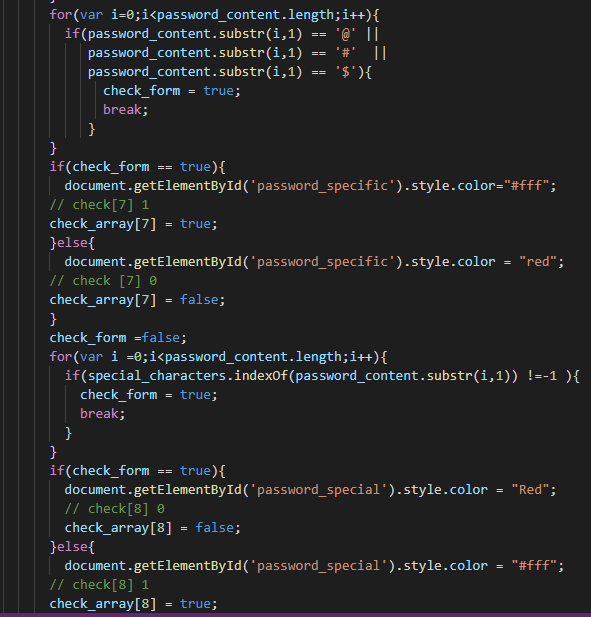 for(var i=0;i<password_content.length;i++){
if(password_content.substr(i,1) == '@' ||
password_content.substr(i,1) == '#'  ||
password_content.substr(i,1) == '$'){
check_form = true;
break;
}
}
if(check_form == true){
document.getElementById('password_specific').style.color="#fff";
// check[7] 1
check_array[7] = true;
}else{
document.getElementById('password_specific').style.color = "red";
// check [7] 0
check_array[7] = false;
}
check_form =false;
for(var i =0;i<password_content.length;i++){
if(special_characters.indexOf(password_content.substr(i,1)) !=-1 ){
check_form = true;
break;
}
}
if(check_form == true){
document.getElementById('password_special').style.color = "Red";
// check[8] 0
check_array[8] = false;
}else{
document.getElementById('password_special').style.color = "#fff";
// check[8] 1
check_array[8] = true;